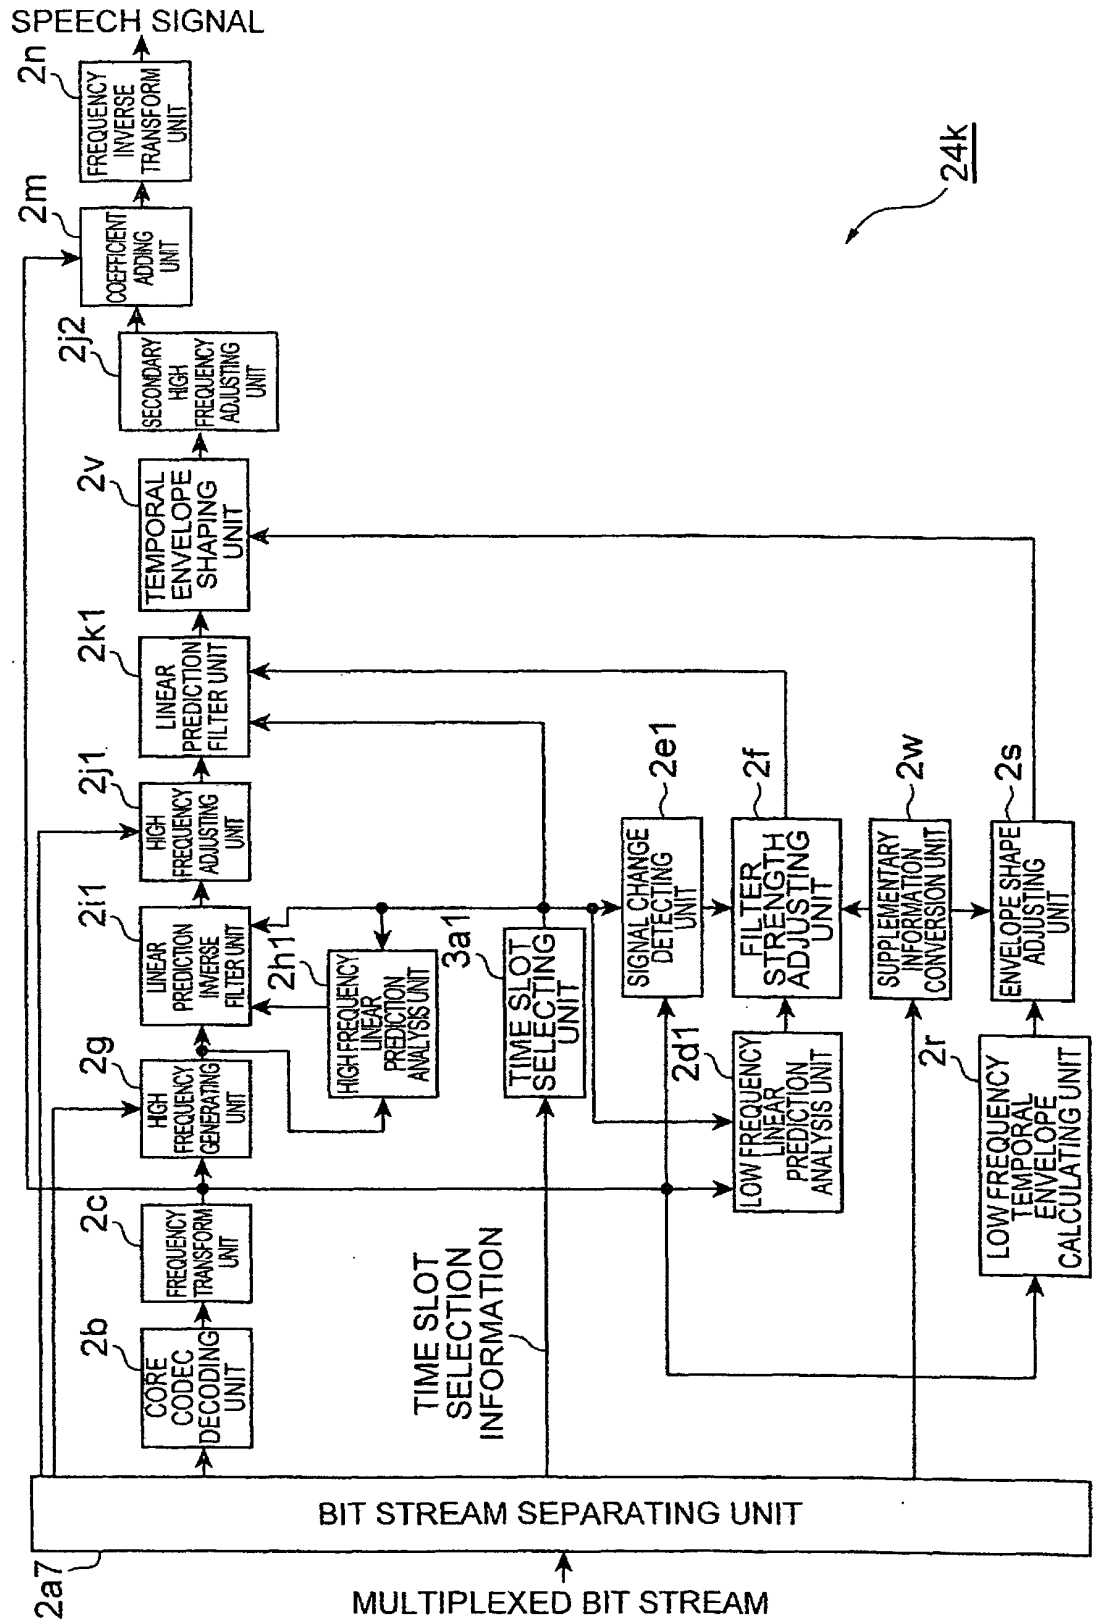 SPEECH SIGNAL
2n
FREQUENCY
INVERSE
TRANSFORM
UNIT
2m
COEFFICIENT
ADDING
UNIT
24k
2j2
SECONDARY
HIGH
FREQUENCY
ADJUSTING
UNIT
2v
TEMPORAL
ENVELOPE
SHAPING
UNIT
2k1
LINEAR
PREDICTION
FILTER UNIT
2j1
HIGH
FREQUENCY
ADJUSTING
UNIT
2i1
LINEAR
PREDICTION
INVERSE
FILTER UNIT
2h1
HIGH FREQUENCY
LINEAR
PREDICTION
ANALYSIS UNIT
3a1
TIME SLOT
SELECTING
UNIT
2e1
SIGNAL CHANGE
DETECTING
UNIT
2f
FILTER
STRENGTH
ADJUSTING
UNIT
2w
SUPPLEMENTARY
INFORMATION
CONVERSION UNIT
2s
ENVELOPE SHAPE
ADJUSTING
UNIT
2g
HIGH
FREQUENCY
GENERATING
UNIT
2d1
LOW FREQUENCY
LINEAR
PREDICTION
ANALYSIS UNIT
2r
LOW FREQUENCY
TEMPORAL
ENVELOPE
CALCULATING UNIT
2c
FREQUENCY
TRANSFORM
UNIT
2b
CORE
CODEC
DECODING
UNIT
TIME SLOT
SELECTION
INFORMATION
BIT STREAM SEPARATING UNIT
2a7
MULTIPLEXED BIT STREAM